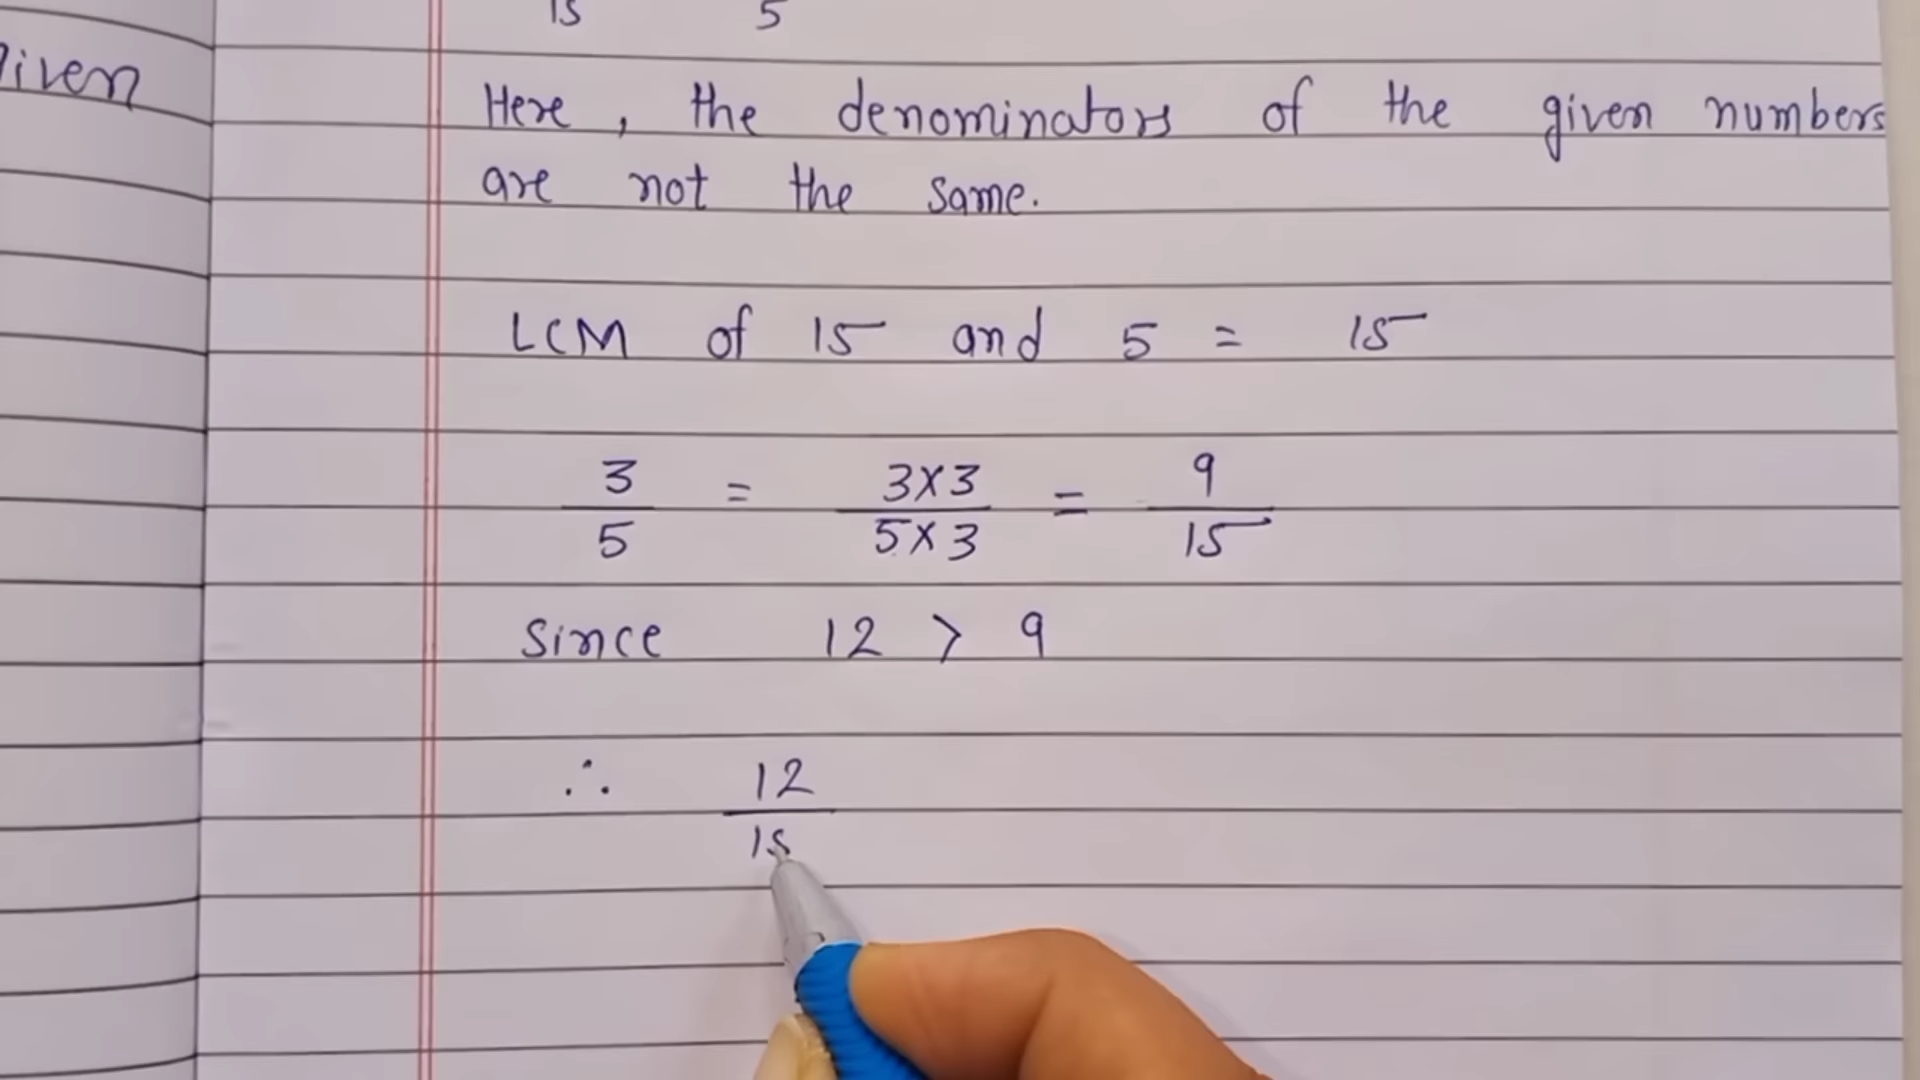 15 5
given
Here , the denominators of the given numbers
are not the same.
LCM of 15 and 5 = 15
3/5 = 3×3/5×3 = 9/15
Since 12 > 9
∴ 12/15